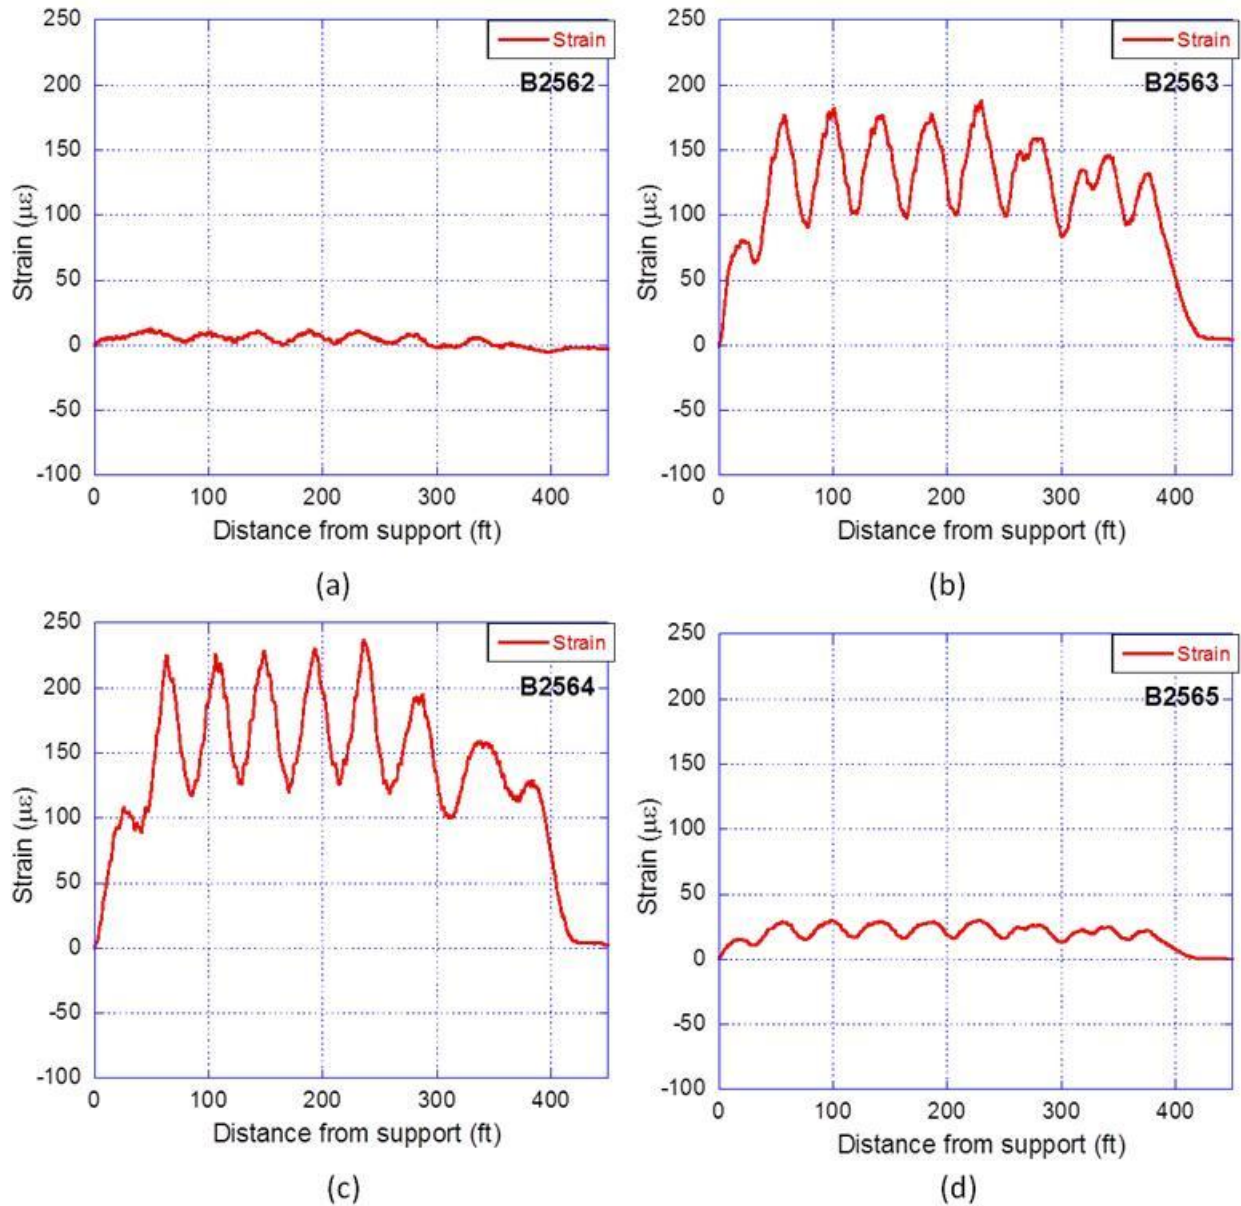 250
Strain
B2562
200
150
100
50
0
-50
-100
Strain (με)
0 100 200 300 400
Distance from support (ft)
(a)
250
Strain
B2563
200
150
100
50
0
-50
-100
Strain (με)
0 100 200 300 400
Distance from support (ft)
(b)
250
Strain
B2564
200
150
100
50
0
-50
-100
Strain (με)
0 100 200 300 400
Distance from support (ft)
(c)
250
Strain
B2565
200
150
100
50
0
-50
-100
Strain (με)
0 100 200 300 400
Distance from support (ft)
(d)